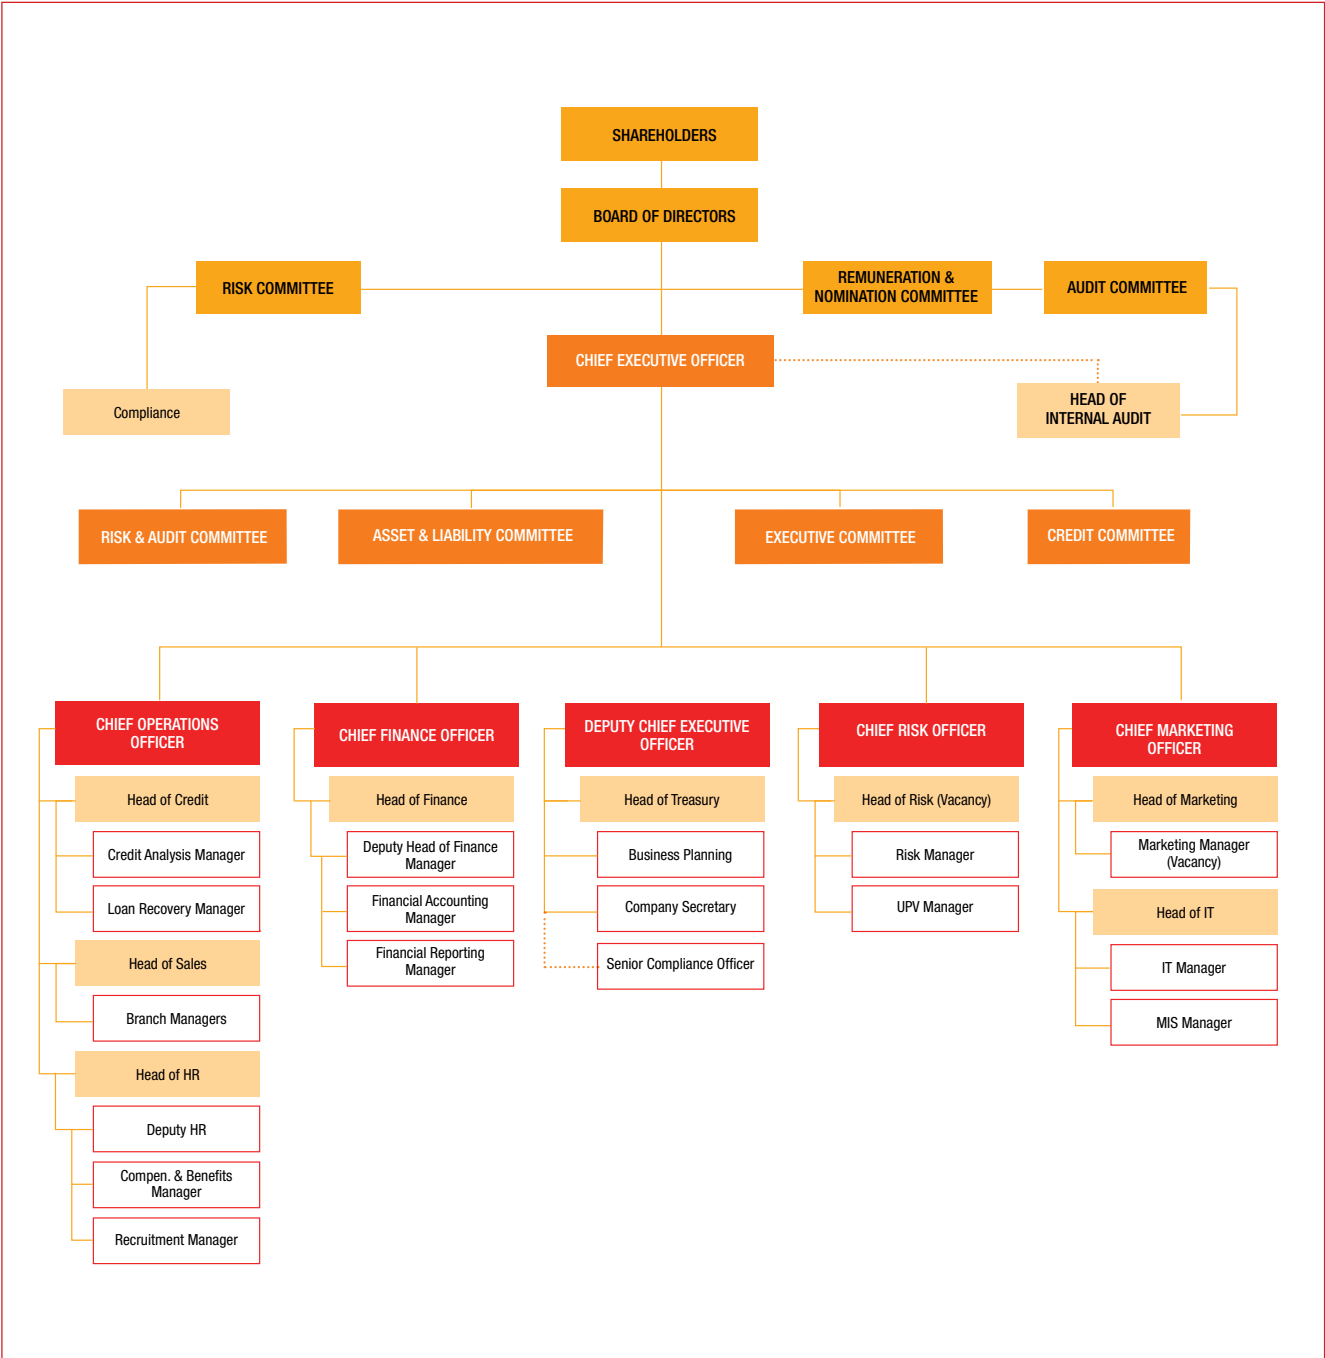 SHAREHOLDERS
BOARD OF DIRECTORS
RISK COMMITTEE
REMUNERATION &
NOMINATION COMMITTEE
AUDIT COMMITTEE
CHIEF EXECUTIVE OFFICER
Compliance
HEAD OF
INTERNAL AUDIT
RISK & AUDIT COMMITTEE
ASSET & LIABILITY COMMITTEE
EXECUTIVE COMMITTEE
CREDIT COMMITTEE
CHIEF OPERATIONS
OFFICER
Head of Credit
Credit Analysis Manager
Loan Recovery Manager
Head of Sales
Branch Managers
Head of HR
Deputy HR
Compen. & Benefits
Manager
Recruitment Manager
CHIEF FINANCE OFFICER
Head of Finance
Deputy Head of Finance
Manager
Financial Accounting
Manager
Financial Reporting
Manager
DEPUTY CHIEF EXECUTIVE
OFFICER
Head of Treasury
Business Planning
Company Secretary
Senior Compliance Officer
CHIEF RISK OFFICER
Head of Risk (Vacancy)
Risk Manager
UPV Manager
CHIEF MARKETING
OFFICER
Head of Marketing
Marketing Manager
(Vacancy)
Head of IT
IT Manager
MIS Manager